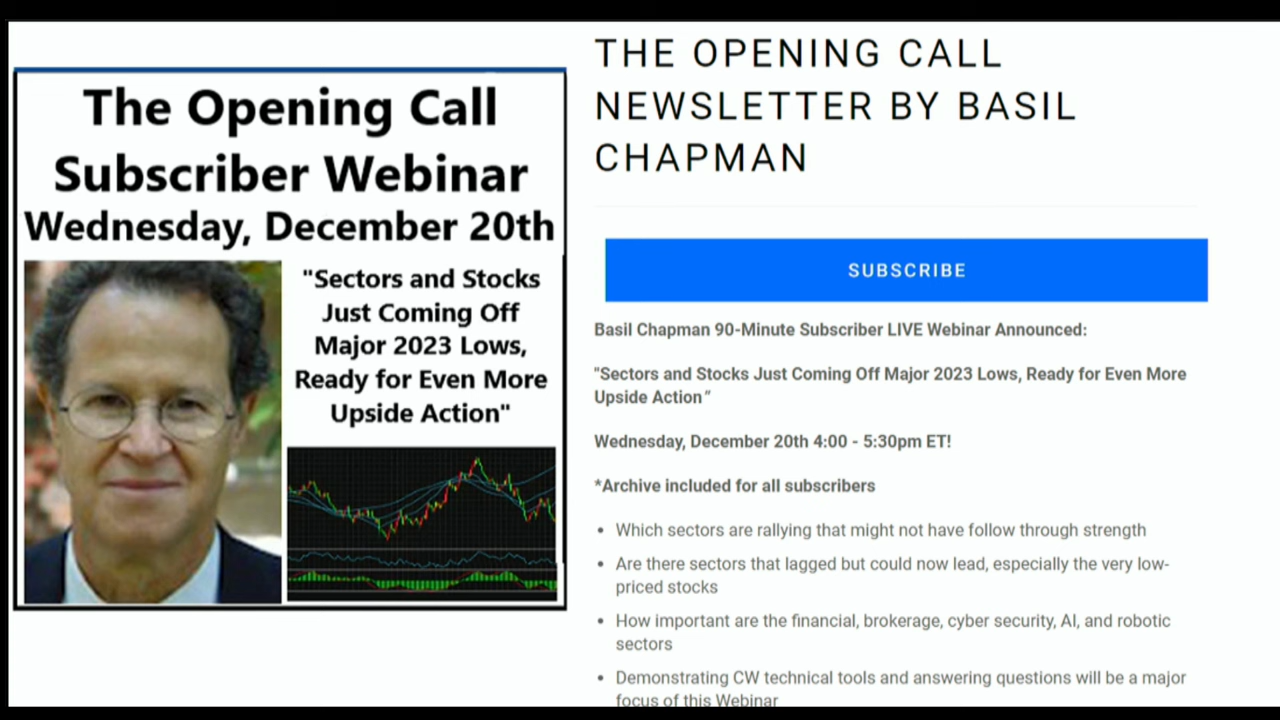 The Opening Call
Subscriber Webinar
Wednesday, December 20th
"Sectors and Stocks
Just Coming Off
Major 2023 Lows,
Ready for Even More
Upside Action"
THE OPENING CALL
NEWSLETTER BY BASIL
CHAPMAN
SUBSCRIBE
Basil Chapman 90-Minute Subscriber LIVE Webinar Announced:
"Sectors and Stocks Just Coming Off Major 2023 Lows, Ready for Even More
Upside Action"
Wednesday, December 20th 4:00 - 5:30pm ET!
*Archive included for all subscribers
• Which sectors are rallying that might not have follow through strength
• Are there sectors that lagged but could now lead, especially the very low-
priced stocks
• How important are the financial, brokerage, cyber security, AI, and robotic
sectors
• Demonstrating CW technical tools and answering questions will be a major
focus of this Webinar